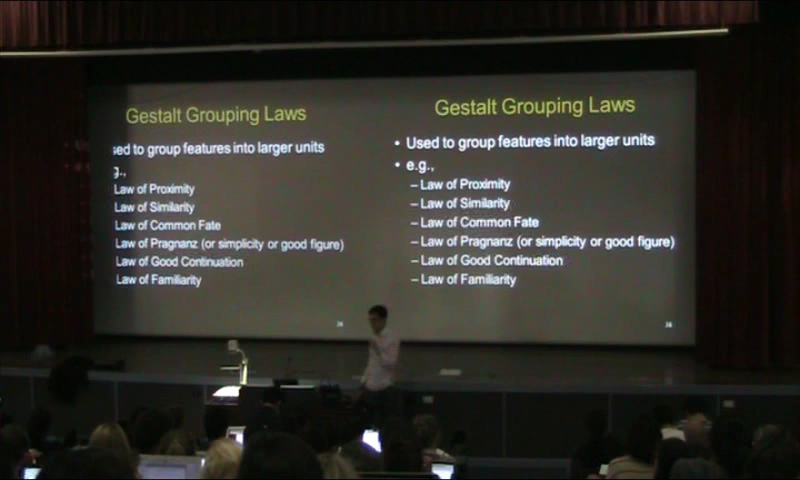 Gestalt Grouping Laws
sed to group features into larger units
g.,
Law of Proximity
Law of Similarity
Law of Common Fate
Law of Pragnanz (or simplicity or good figure)
Law of Good Continuation
Law of Familiarity
Gestalt Grouping Laws
• Used to group features into larger units
• e.g.,
– Law of Proximity
– Law of Similarity
– Law of Common Fate
– Law of Pragnanz (or simplicity or good figure)
– Law of Good Continuation
– Law of Familiarity